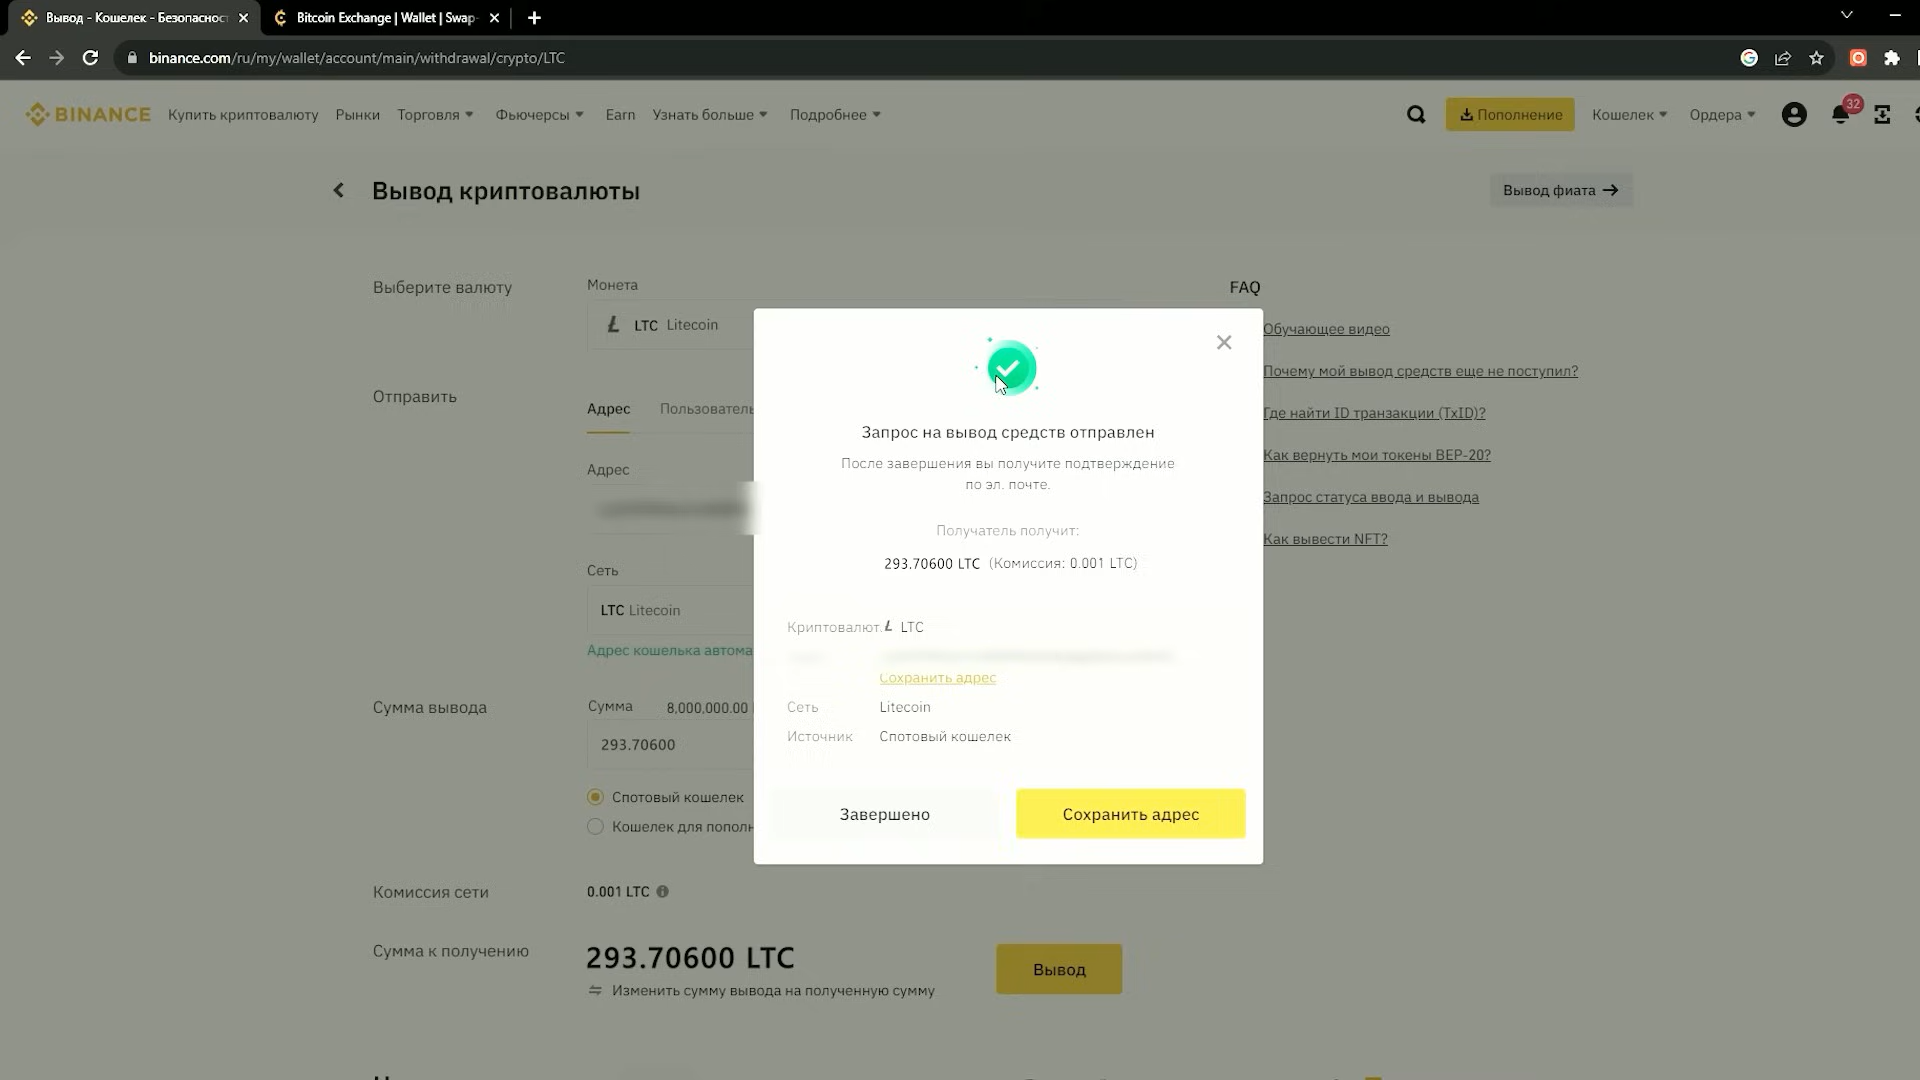 Вывод - Кошелек - Безопасност
Bitcoin Exchange | Wallet | Swap-
binance.com/ru/my/wallet/account/main/withdrawal/crypto/LTC
BINANCE Купить криптовалюту Рынки Торговля Фьючерсы Earn Узнать больше Подробнее Пополнение Кошелек Ордера 32
Вывод криптовалюты
Вывод фиата →
Выберите валюту
Монета
LTC Litecoin
FAQ
Обучающее видео
Почему мой вывод средств еще не поступил?
Где найти ID транзакции (TxID)?
Как вернуть мои токены BEP-20?
Запрос статуса ввода и вывода
Как вывести NFT?
Отправить
Адрес Пользователь
Адрес
Сеть
LTC Litecoin
Адрес кошелька автома
Сумма вывода
Сумма 8,000,000.00
293.70600
Спотовый кошелек
Кошелек для пополн
Комиссия сети
0.001 LTC
Сумма к получению
293.70600 LTC
Изменить сумму вывода на полученную сумму
Вывод
Запрос на вывод средств отправлен
После завершения вы получите подтверждение
по эл. почте.
Получатель получит:
293.70600 LTC (Комиссия: 0.001 LTC)
Криптовалют. LTC
Сохранить адрес
Сеть Litecoin
Источник Спотовый кошелек
Завершено
Сохранить адрес